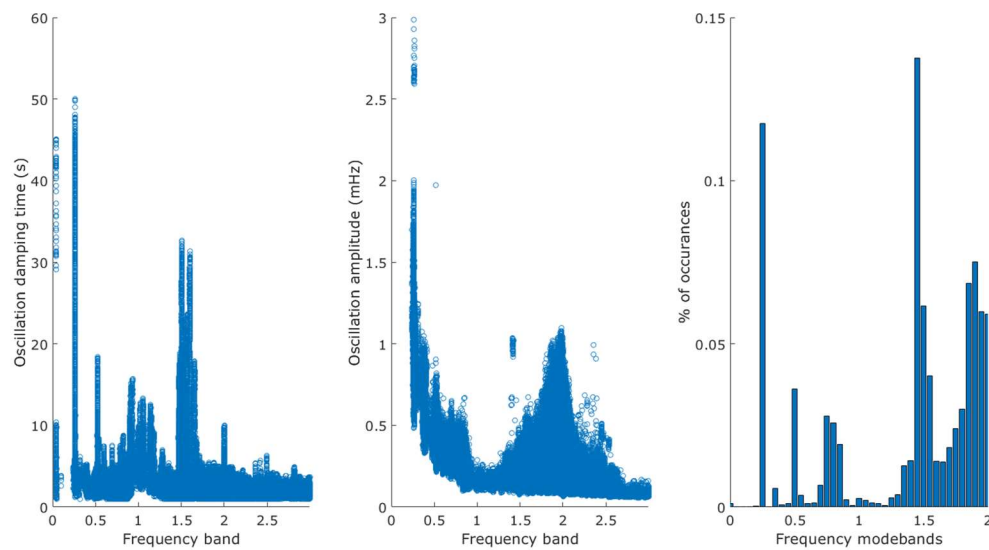 60
50
40
30
20
10
0
Oscillation damping time (s)
0 0.5 1 1.5 2 2.5
Frequency band
3
2.5
2
1.5
1
0.5
0
Oscillation amplitude (mHz)
0 0.5 1 1.5 2 2.5
Frequency band
0.15
0.1
0.05
0
% of occurances
0 0.5 1 1.5 2
Frequency modebands